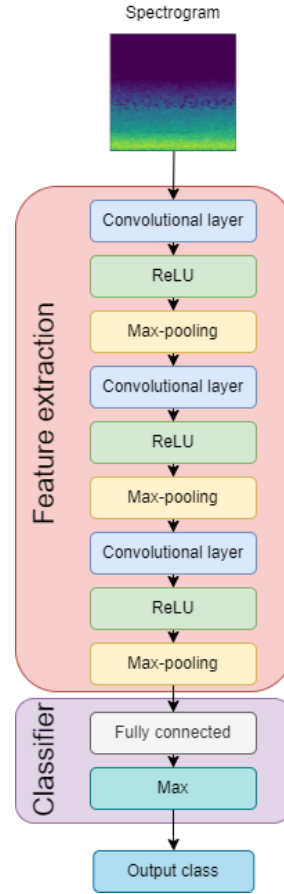 Spectrogram
Feature extraction
Convolutional layer
ReLU
Max-pooling
Convolutional layer
ReLU
Max-pooling
Convolutional layer
ReLU
Max-pooling
Classifier
Fully connected
Max
Output class